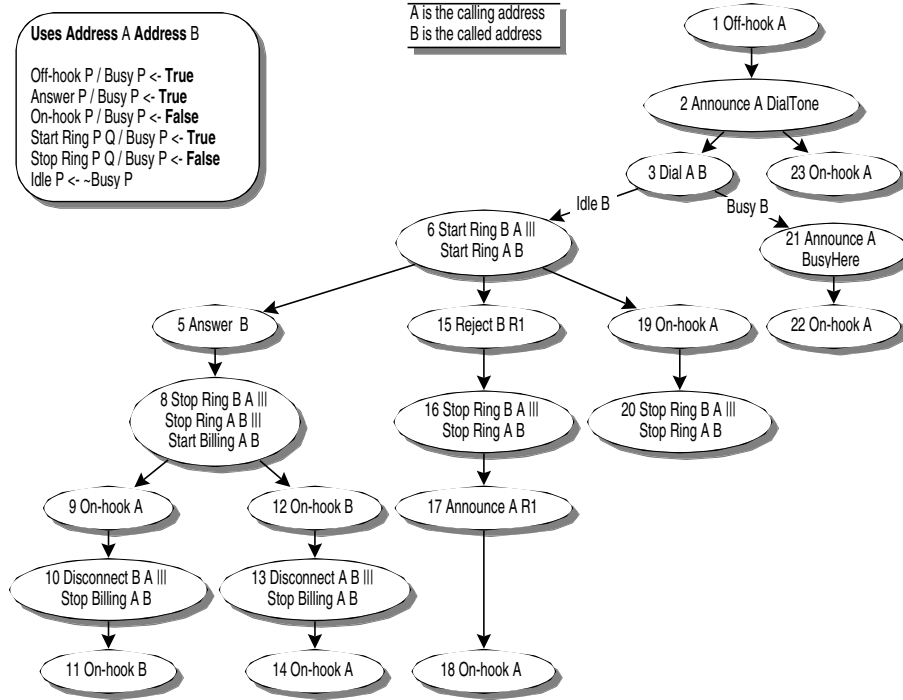 Uses Address A Address B
Off-hook P / Busy P <- True
Answer P / Busy P <- True
On-hook P / Busy P <- False
Start Ring P Q / Busy P <- True
Stop Ring P Q / Busy P <- False
Idle P <- ~Busy P
A is the calling address
B is the called address
1 Off-hook A
2 Announce A DialTone
3 Dial A B
23 On-hook A
Idle B
Busy B
6 Start Ring B A |||
Start Ring A B
21 Announce A
BusyHere
5 Answer B
15 Reject B R1
19 On-hook A
22 On-hook A
8 Stop Ring B A |||
Stop Ring A B |||
Start Billing A B
16 Stop Ring B A |||
Stop Ring A B
20 Stop Ring B A |||
Stop Ring A B
9 On-hook A
12 On-hook B
17 Announce A R1
10 Disconnect B A |||
Stop Billing A B
13 Disconnect A B |||
Stop Billing A B
11 On-hook B
14 On-hook A
18 On-hook A